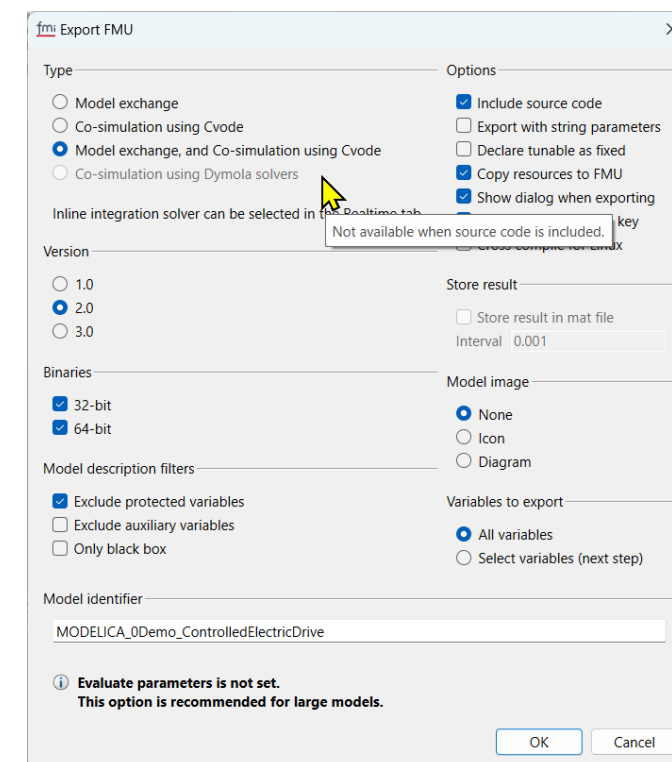 fmi Export FMU
Type
Model exchange
Co-simulation using Cvode
Model exchange, and Co-simulation using Cvode
Co-simulation using Dymola solvers
Inline integration solver can be selected in the Realtime tab
Version
1.0
2.0
3.0
Binaries
32-bit
64-bit
Model description filters
Exclude protected variables
Exclude auxiliary variables
Only black box
Options
Include source code
Export with string parameters
Declare tunable as fixed
Copy resources to FMU
Show dialog when exporting
key
Not available when source code is included.
Cross compile for Linux
Store result
Store result in mat file
Interval 0.001
Model image
None
Icon
Diagram
Variables to export
All variables
Select variables (next step)
Model identifier
MODELICA_0Demo_ControlledElectricDrive
Evaluate parameters is not set.
This option is recommended for large models.
OK
Cancel